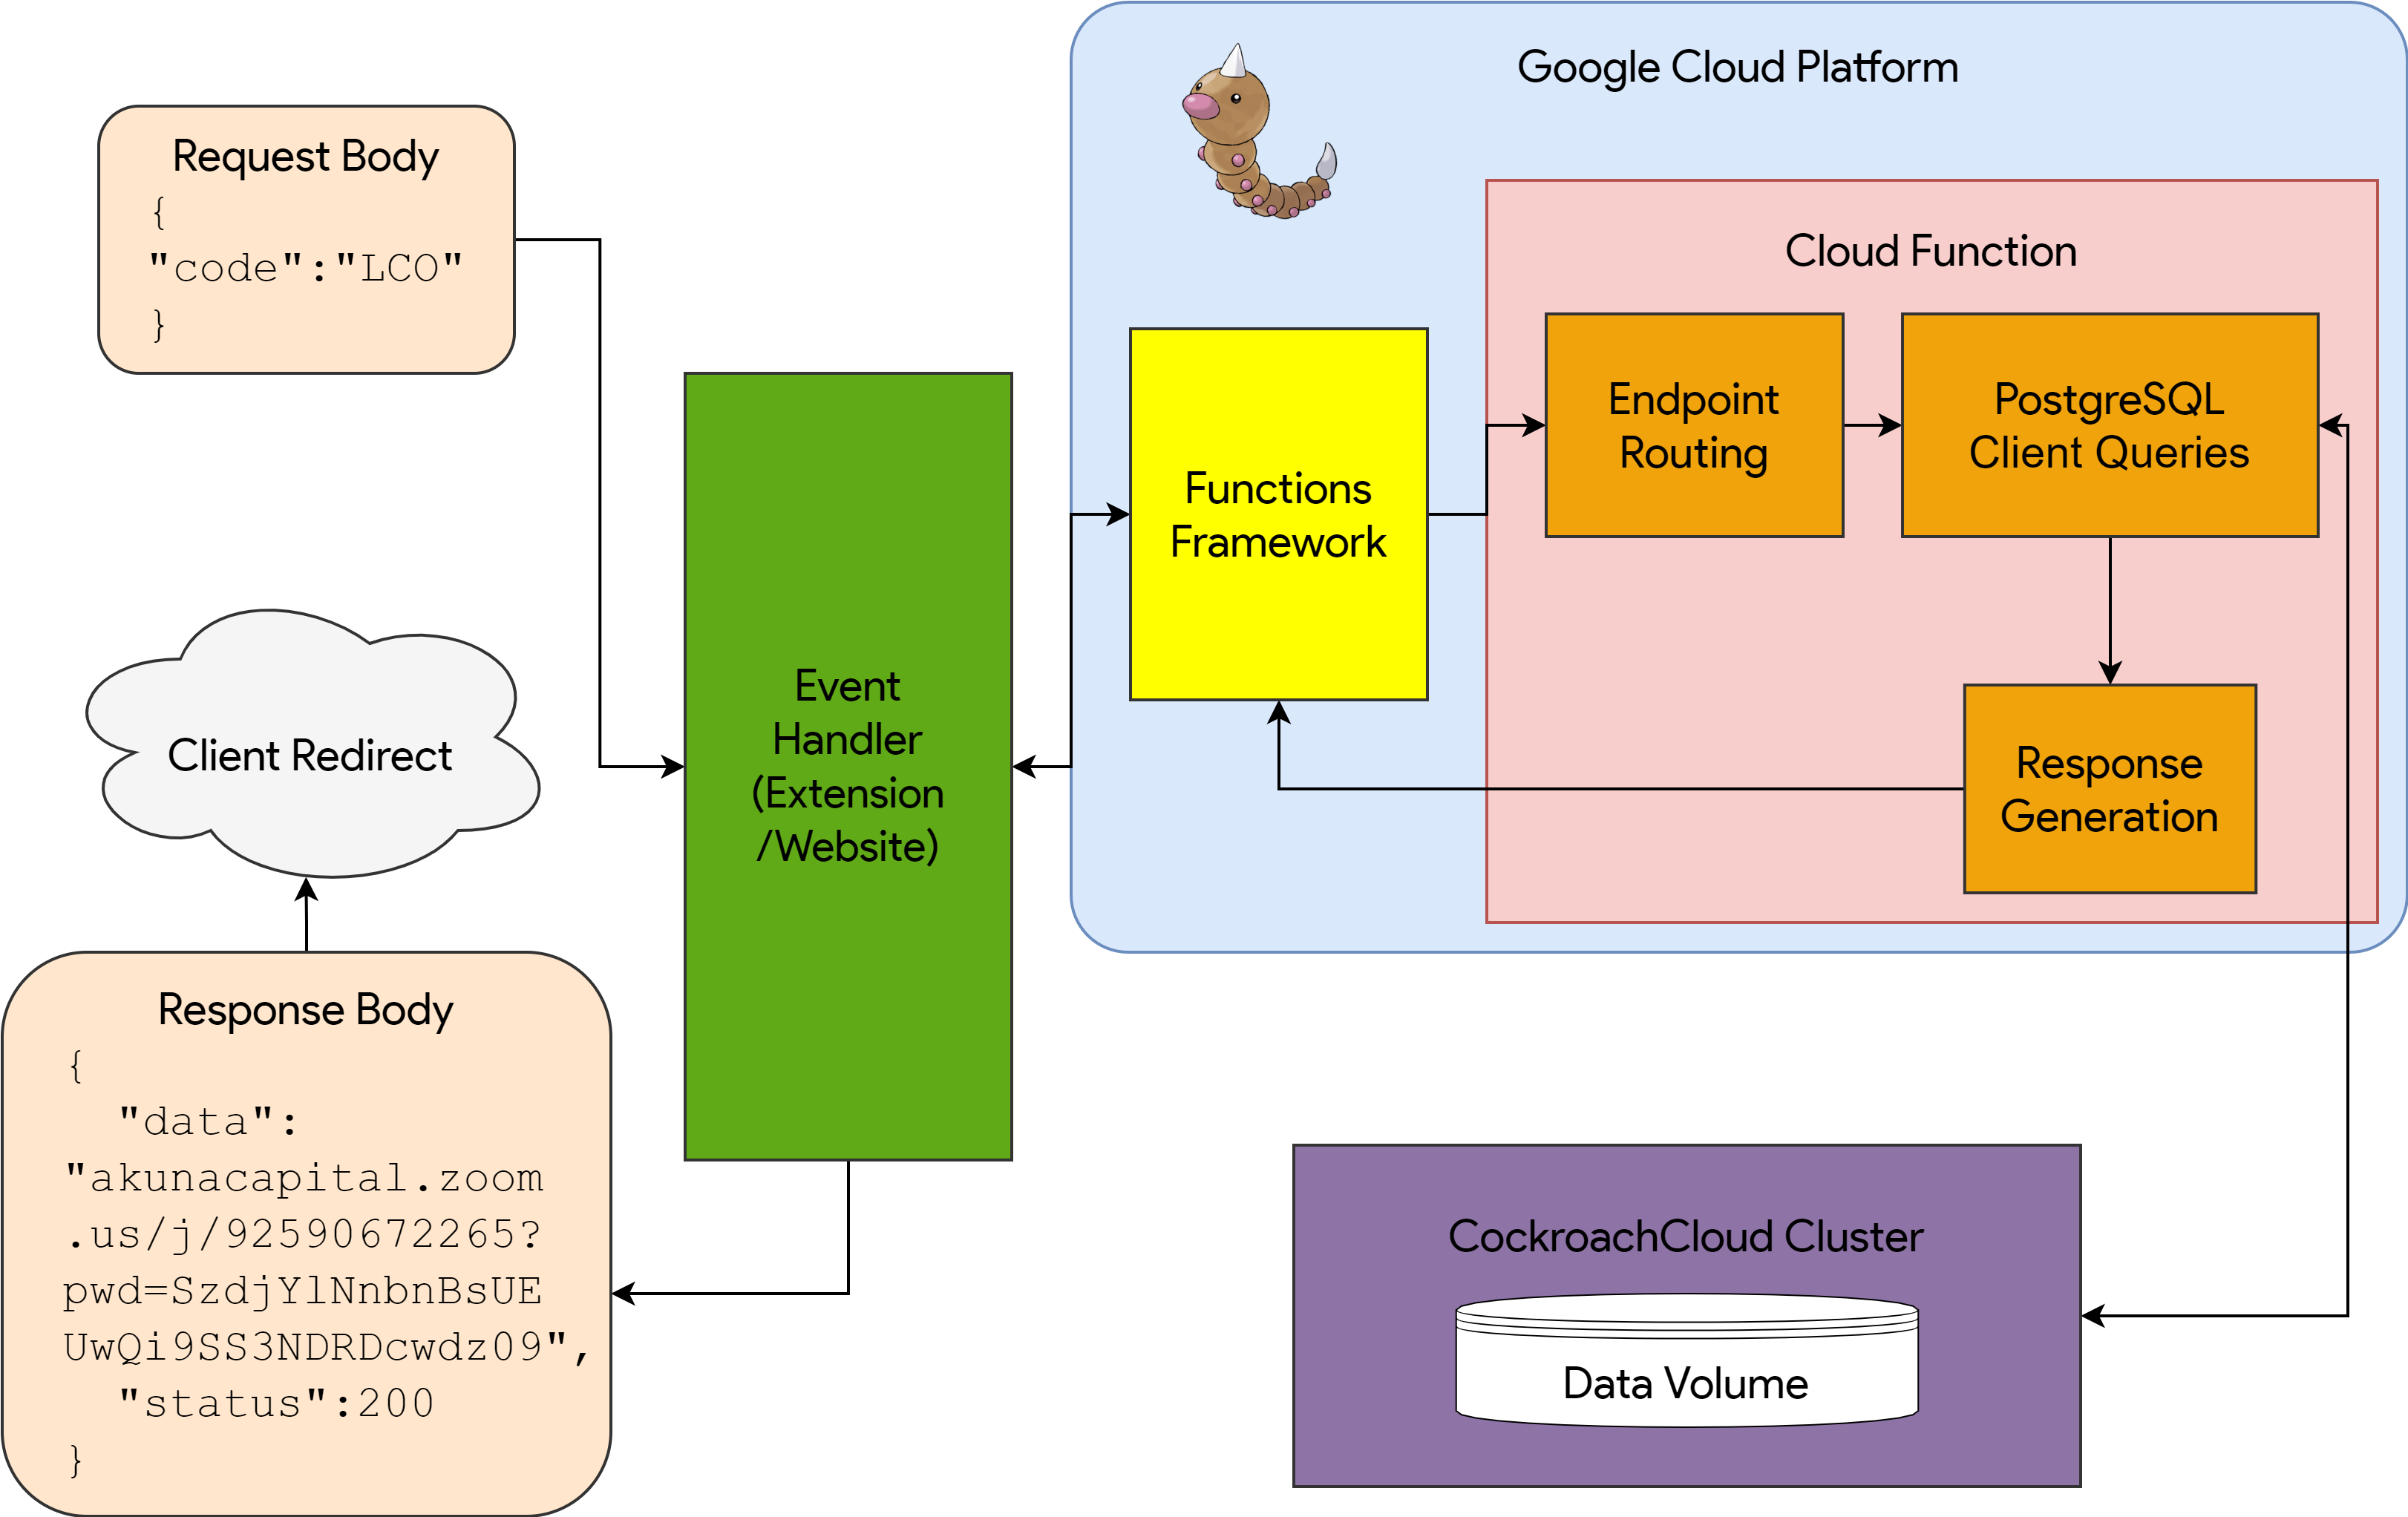 Request Body
{
"code":"LCO"
}
Client Redirect
Response Body
{
"data":
"akunacapital.zoom
.us/j/92590672265?
pwd=SzdjYlNnbnBsUE
UwQi9SS3NDRDcwdz09",
"status":200
}
Event
Handler
(Extension
/Website)
Google Cloud Platform
Functions
Framework
Cloud Function
Endpoint
Routing
PostgreSQL
Client Queries
Response
Generation
CockroachCloud Cluster
Data Volume